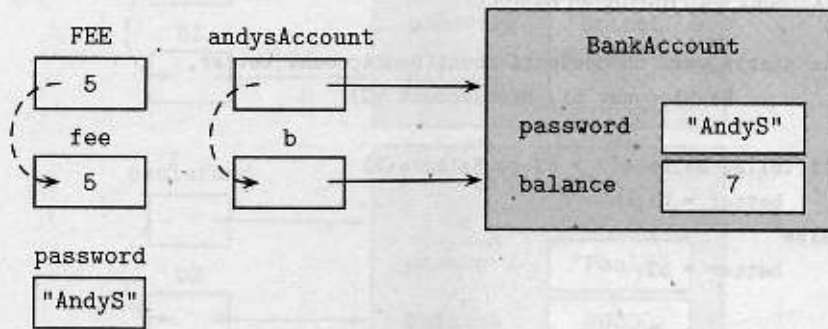 FEE andysAccount
BankAccount
5
password "AndyS"
fee b
5
balance 7
password
"AndyS"